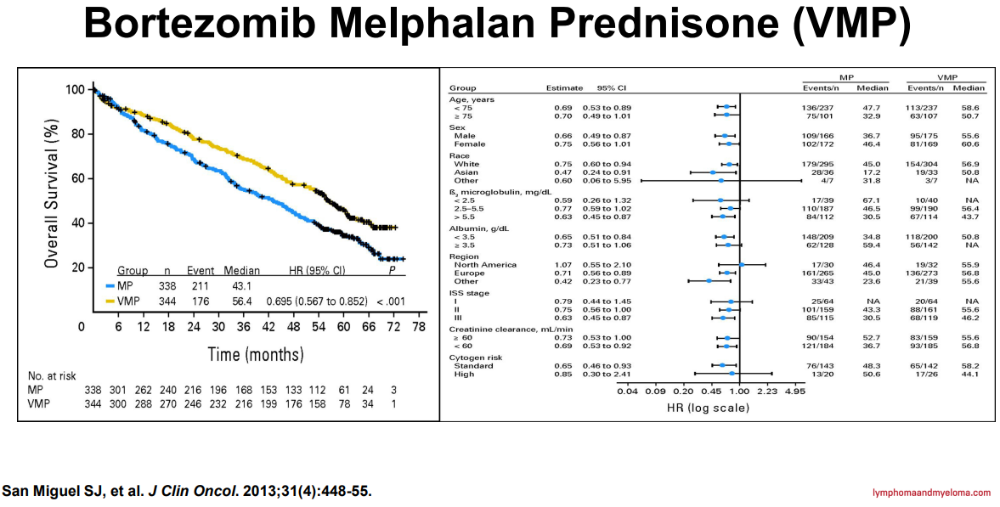 Bortezomib Melphalan Prednisone (VMP)
Overall Survival (%)
100
80
60
40
20
Group n Event Median HR (95% CI) P
MP 338 211 43.1
VMP 344 176 56.4 0.695 (0.567 to 0.852) < .001
0 6 12 18 24 30 36 42 48 54 60 66 72 78
Time (months)
No. at risk
MP 338 301 262 240 216 196 168 153 133 112 61 24 3
VMP 344 300 288 270 246 232 216 199 176 158 78 34 1
MP VMP
Group Estimate 95% CI Events/n Median Events/n Median
Age, years
< 75 0.69 0.53 to 0.89 136/237 47.7 113/237 58.6
≥ 75 0.70 0.49 to 1.01 75/101 32.9 63/107 50.7
Sex
Male 0.66 0.49 to 0.87 109/166 36.7 95/175 55.6
Female 0.75 0.56 to 1.01 102/172 46.4 81/169 60.6
Race
White 0.75 0.60 to 0.94 179/295 45.0 154/304 56.9
Asian 0.47 0.24 to 0.91 28/36 17.2 19/33 50.8
Other 0.60 0.06 to 5.95 4/7 31.8 3/7 NA
ß₂ microglobulin, mg/dL
< 2.5 0.59 0.26 to 1.32 17/39 67.1 10/40 NA
2.5–5.5 0.77 0.59 to 1.02 110/187 46.5 99/190 56.4
> 5.5 0.63 0.45 to 0.87 84/112 30.5 67/114 43.7
Albumin, g/dL
< 3.5 0.65 0.51 to 0.84 148/209 34.8 118/200 50.8
≥ 3.5 0.73 0.51 to 1.06 62/128 59.4 56/142 NA
Region
North America 1.07 0.55 to 2.10 17/30 46.4 19/32 55.9
Europe 0.71 0.56 to 0.89 161/265 45.0 136/273 56.8
Other 0.42 0.23 to 0.77 33/43 23.6 21/39 55.6
ISS stage
I 0.79 0.44 to 1.45 25/64 NA 20/64 NA
II 0.75 0.56 to 1.00 101/159 43.3 88/161 55.6
III 0.63 0.45 to 0.87 85/115 30.5 68/119 46.2
Creatinine clearance, mL/min
≥ 60 0.73 0.53 to 1.00 90/154 52.7 83/159 55.6
< 60 0.69 0.53 to 0.92 121/184 36.7 93/185 56.8
Cytogen risk
Standard 0.65 0.46 to 0.93 76/143 48.3 65/142 58.2
High 0.85 0.30 to 2.41 13/20 50.6 17/26 44.1
0.04 0.09 0.20 0.45 1.00 2.23 4.95
HR (log scale)
San Miguel SJ, et al. J Clin Oncol. 2013;31(4):448-55.
lymphomaandmyeloma.com